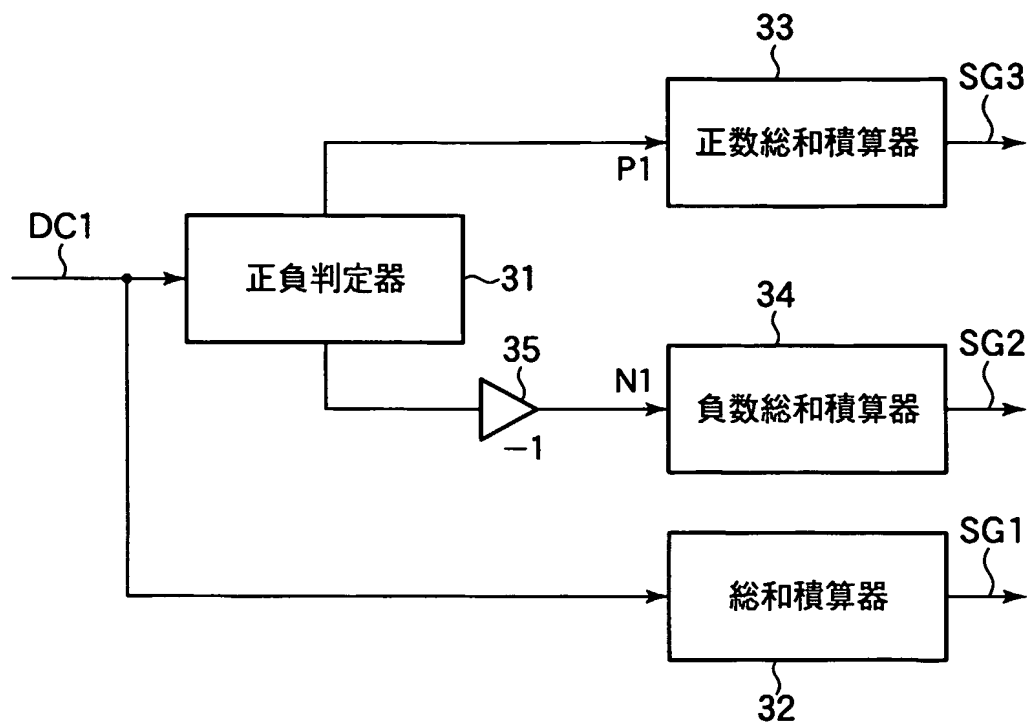 33
SG3
正数総和積算器
P1
DC1
正負判定器
31
34
SG2
35
N1
負数総和積算器
−1
SG1
総和積算器
32